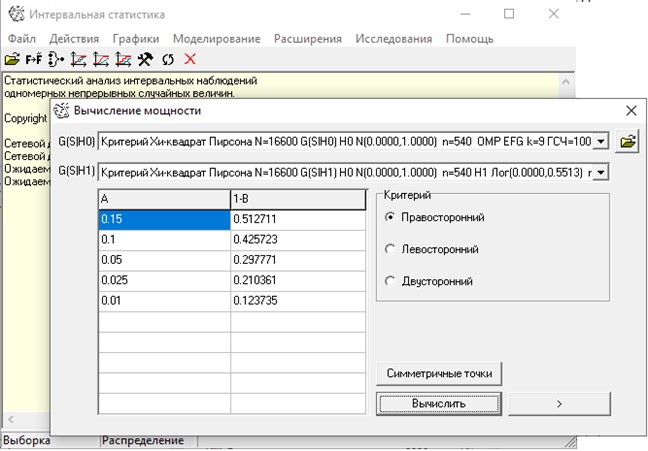 Интервальная статистика
Файл Действия Графики Моделирование Расширения Исследования Помощь
Статистический анализ интервальных наблюдений
одномерных непрерывных случайных величин.
Copyright
Сетевой д
Сетевой д
Ожидаем
Ожидаем
Вычисление мощности
G(S|H0) Критерий Хи-квадрат Пирсона N=16600 G(S|H0) H0 N(0.0000,1.0000) n=540 OMP EFG k=9 ГСЧ=100
G(S|H1) Критерий Хи-квадрат Пирсона N=16600 G(S|H1) H0 N(0.0000,1.0000) n=540 H1 Лог(0.0000,0.5513) r
A 1-B
0.15 0.512711
0.1 0.425723
0.05 0.297771
0.025 0.210361
0.01 0.123735
Критерий
Правосторонний
Левосторонний
Двусторонний
Симметричные точки
Вычислить >
Выборка Распределение